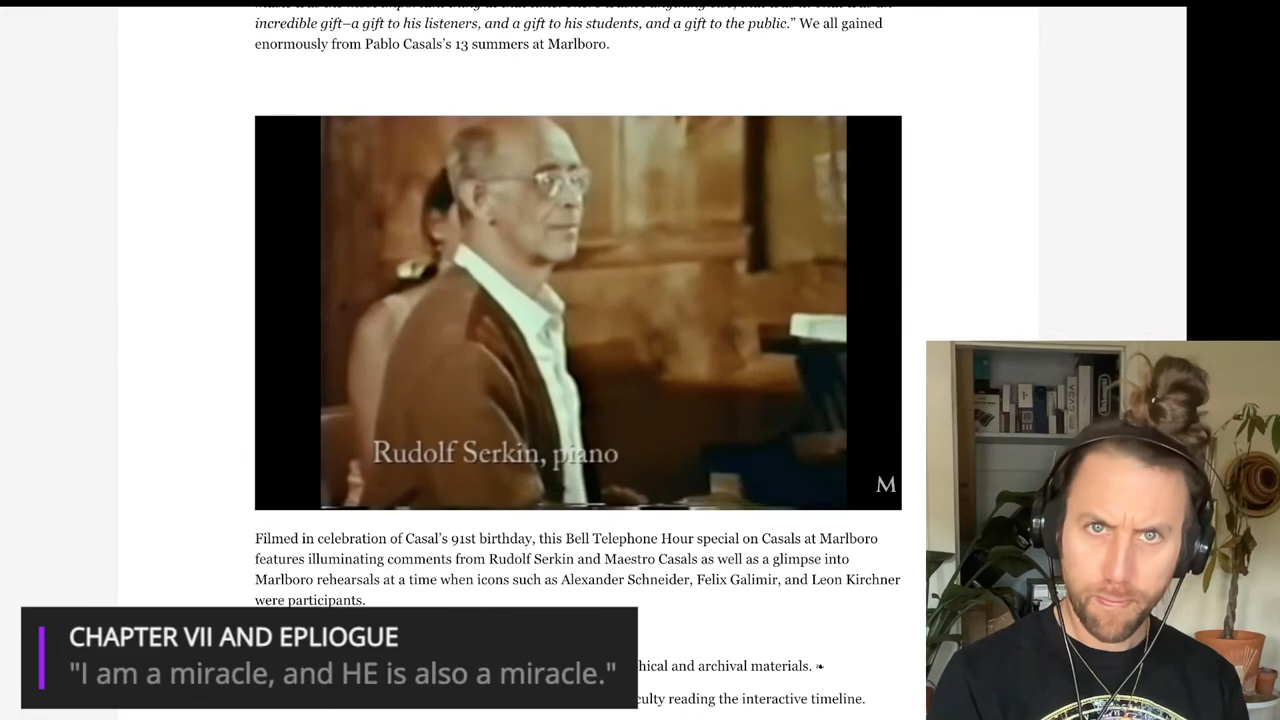 incredible gift–a gift to his listeners, and a gift to his students, and a gift to the public.” We all gained
enormously from Pablo Casals’s 13 summers at Marlboro.
Rudolf Serkin, piano
M
Filmed in celebration of Casal’s 91st birthday, this Bell Telephone Hour special on Casals at Marlboro
features illuminating comments from Rudolf Serkin and Maestro Casals as well as a glimpse into
Marlboro rehearsals at a time when icons such as Alexander Schneider, Felix Galimir, and Leon Kirchner
were participants.
CHAPTER VII AND EPLIOGUE
"I am a miracle, and HE is also a miracle."
hical and archival materials. ❧
culty reading the interactive timeline.
EVGA